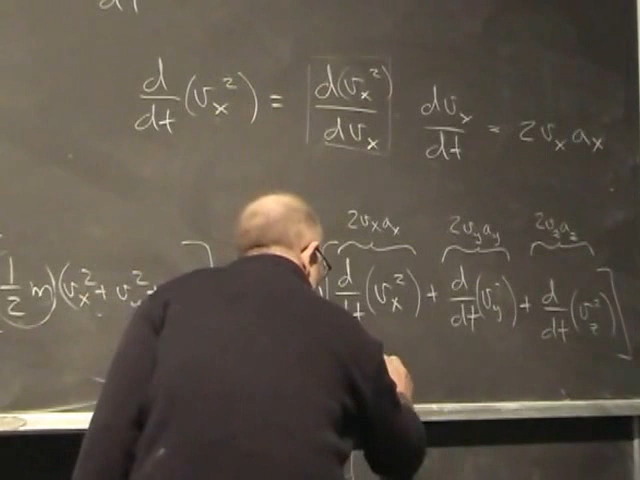 d/dt (v_x^2) = d(v_x^2)/dv_x dv_x/dt = 2v_x a_x
2v_x a_x 2v_y a_y 2v_z a_z
1/2 m)(v_x^2 + v_y^2 [ d/dt (v_x^2) + d/dt (v_y^2) + d/dt (v_z^2) ]